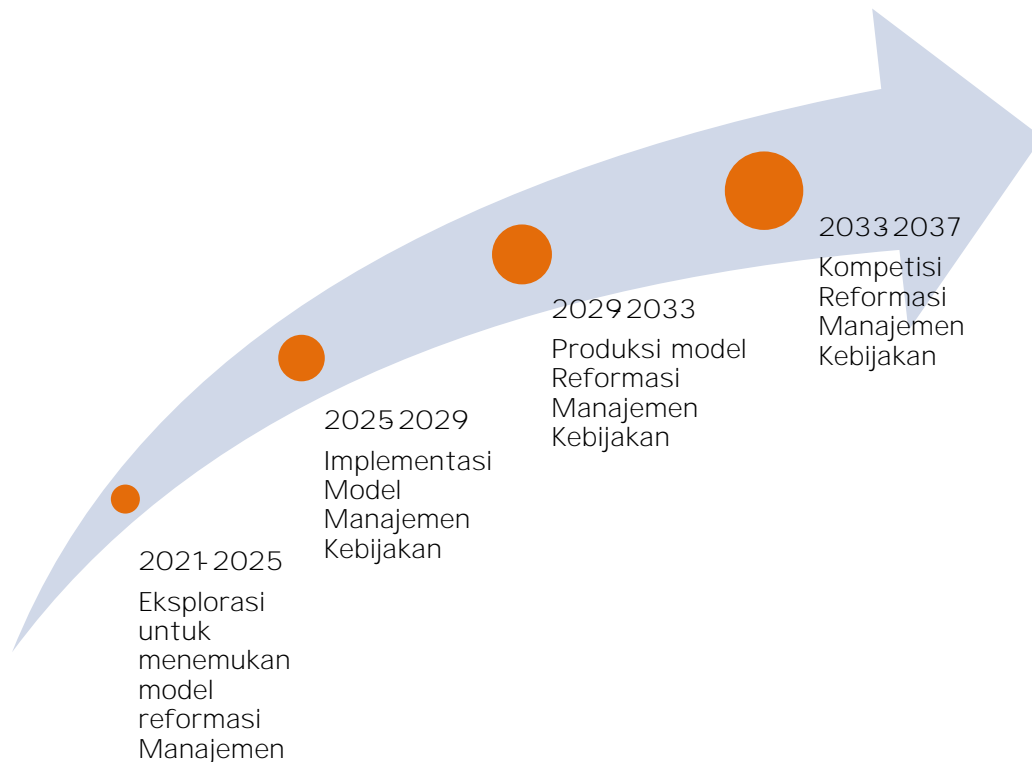 2021-2025
Eksplorasi
untuk
menemukan
model
reformasi
Manajemen
2025-2029
Implementasi
Model
Manajemen
Kebijakan
2029-2033
Produksi model
Reformasi
Manajemen
Kebijakan
2033-2037
Kompetisi
Reformasi
Manajemen
Kebijakan